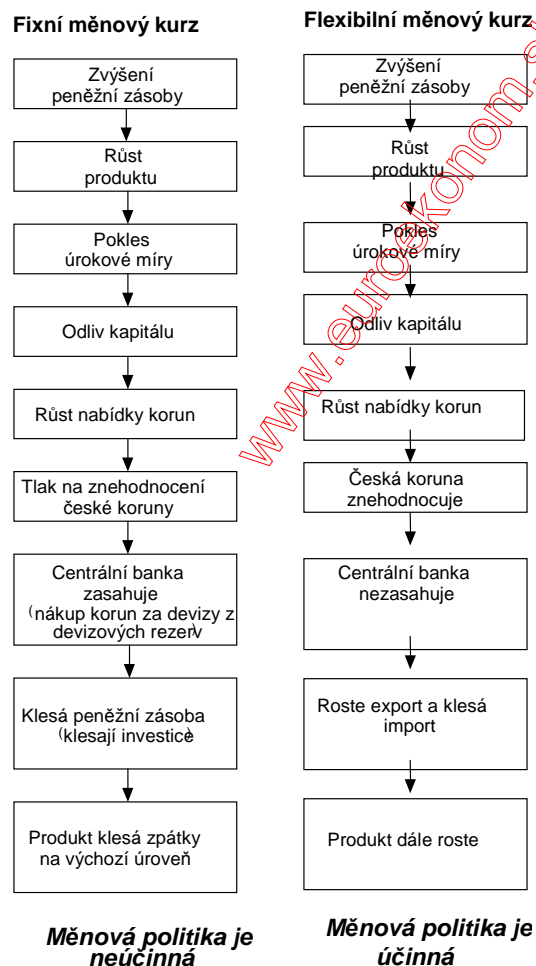 Fixní měnový kurz
Zvýšení
peněžní zásoby
Růst
produktu
Pokles
úrokové míry
Odliv kapitálu
Růst nabídky korun
Tlak na znehodnocení
české koruny
Centrální banka
zasahuje
(nákup korun za devizy z
devizových rezerv)
Klesá peněžní zásoba
(klesají investice)
Produkt klesá zpátky
na výchozí úroveň
Měnová politika je
neúčinná
Flexibilní měnový kurz
Zvýšení
peněžní zásoby
Růst
produktu
Pokles
úrokové míry
Odliv kapitálu
Růst nabídky korun
Česká koruna
znehodnocuje
Centrální banka
nezasahuje
Roste export a klesá
import
Produkt dále roste
Měnová politika je
účinná
www.euroekonom.s